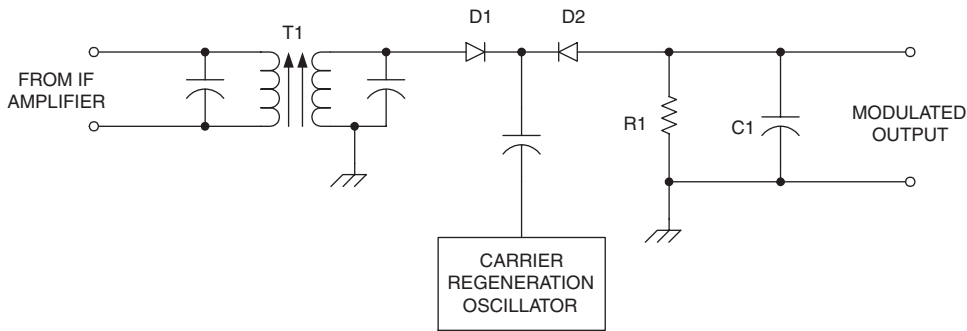 T1
D1
D2
FROM IF
AMPLIFIER
R1
C1
MODULATED
OUTPUT
CARRIER
REGENERATION
OSCILLATOR